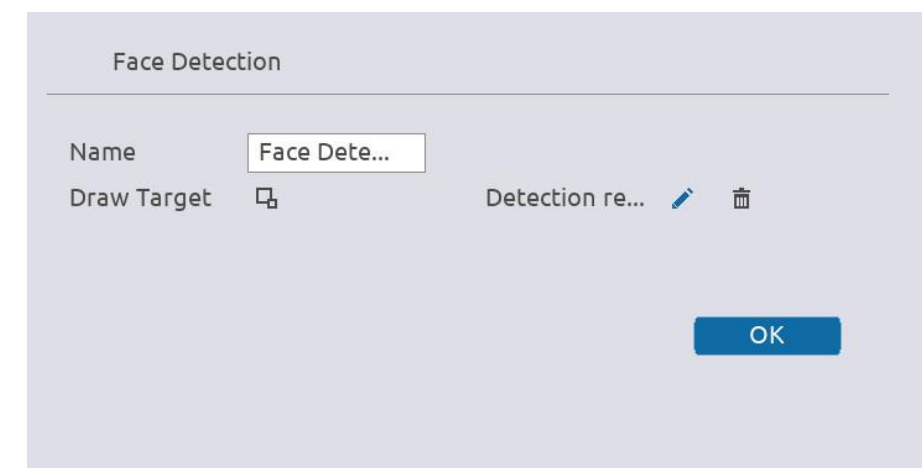 Face Detection
Name Face Dete...
Draw Target Detection re...
OK